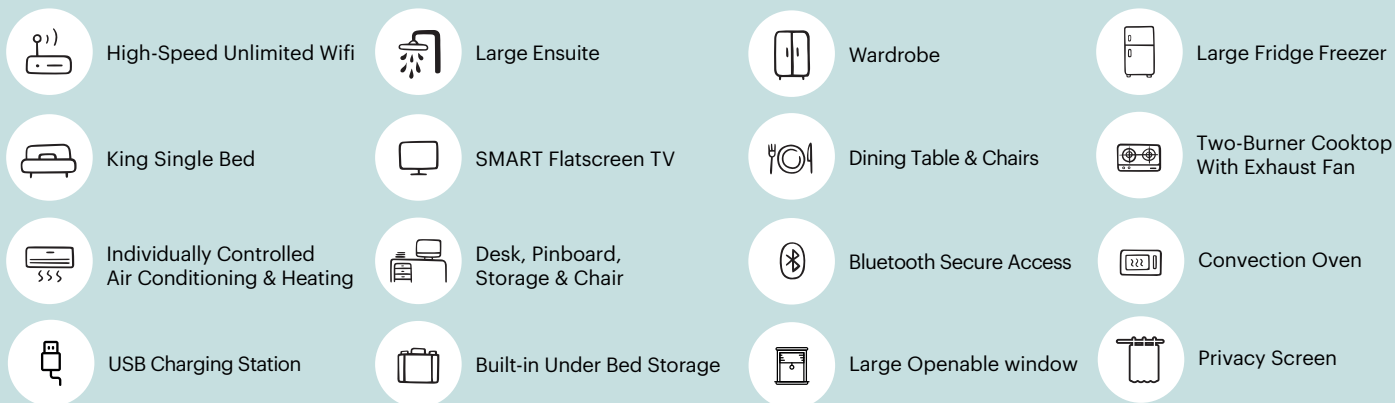 High-Speed Unlimited Wifi
Large Ensuite
Wardrobe
Large Fridge Freezer
King Single Bed
SMART Flatscreen TV
Dining Table & Chairs
Two-Burner Cooktop
With Exhaust Fan
Individually Controlled
Air Conditioning & Heating
Desk, Pinboard,
Storage & Chair
Bluetooth Secure Access
Convection Oven
USB Charging Station
Built-in Under Bed Storage
Large Openable window
Privacy Screen